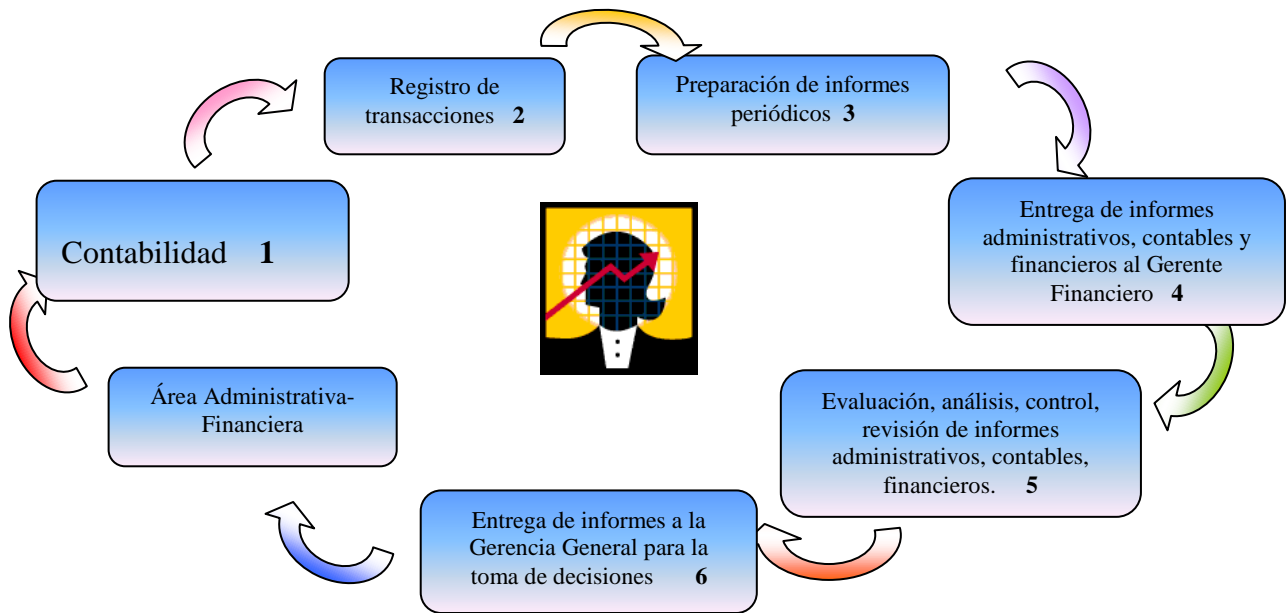 Contabilidad 1
Registro de
transacciones 2
Preparación de informes
periódicos 3
Entrega de informes
administrativos, contables y
financieros al Gerente
Financiero 4
Evaluación, análisis, control,
revisión de informes
administrativos, contables,
financieros. 5
Entrega de informes a la
Gerencia General para la
toma de decisiones 6
Área Administrativa-
Financiera